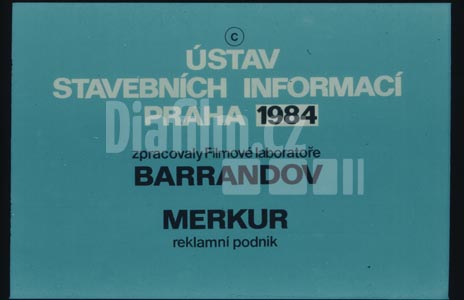 ©
ÚSTAV
STAVEBNÍCH INFORMACÍ
PRAHA 1984
Diafilm.cz
zpracovaly Filmové laboratoře
BARRANDOV
MERKUR
reklamní podnik